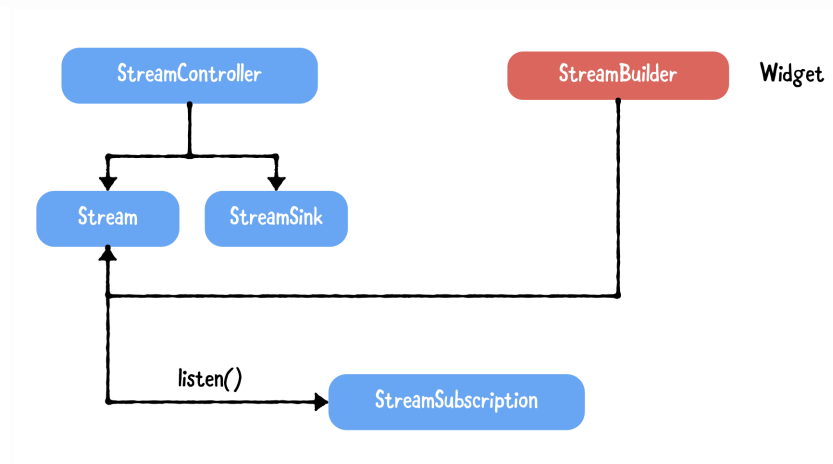 StreamController
StreamBuilder
Widget
Stream
StreamSink
listen()
StreamSubscription